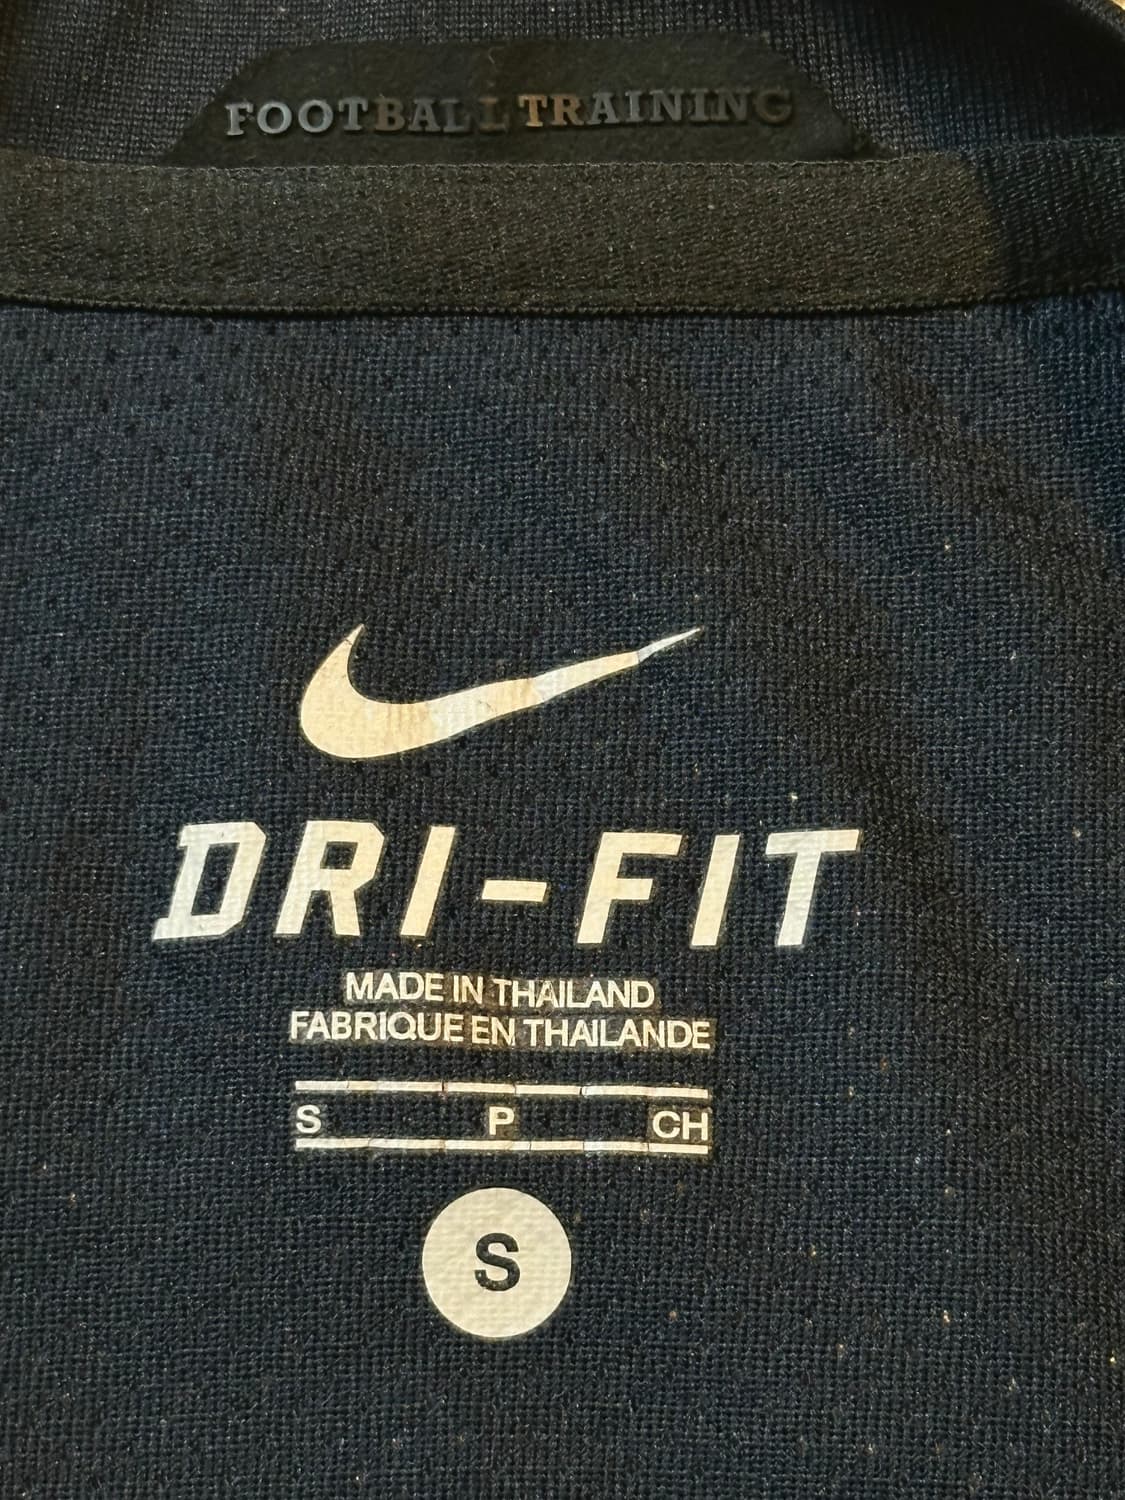 FOOTBALL TRAINING
DRI-FIT
MADE IN THAILAND
FABRIQUE EN THAILANDE
S P CH
S